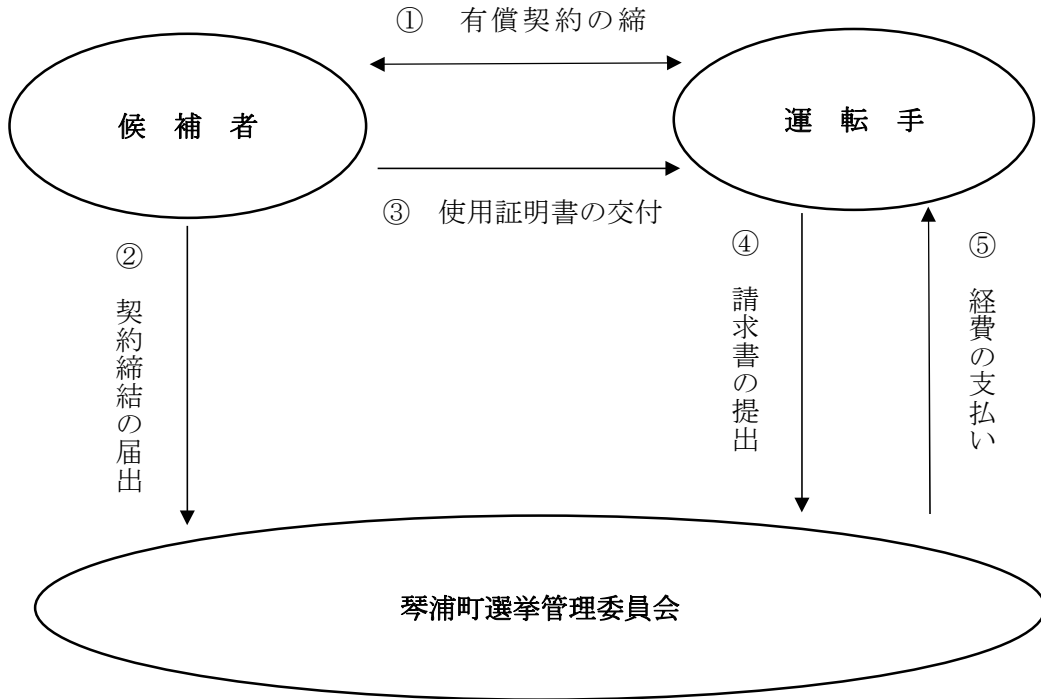 ① 有償契約の締
候 補 者
運 転 手
③ 使用証明書の交付
② 契約締結の届出
④ 請求書の提出
⑤ 経費の支払い
琴浦町選挙管理委員会